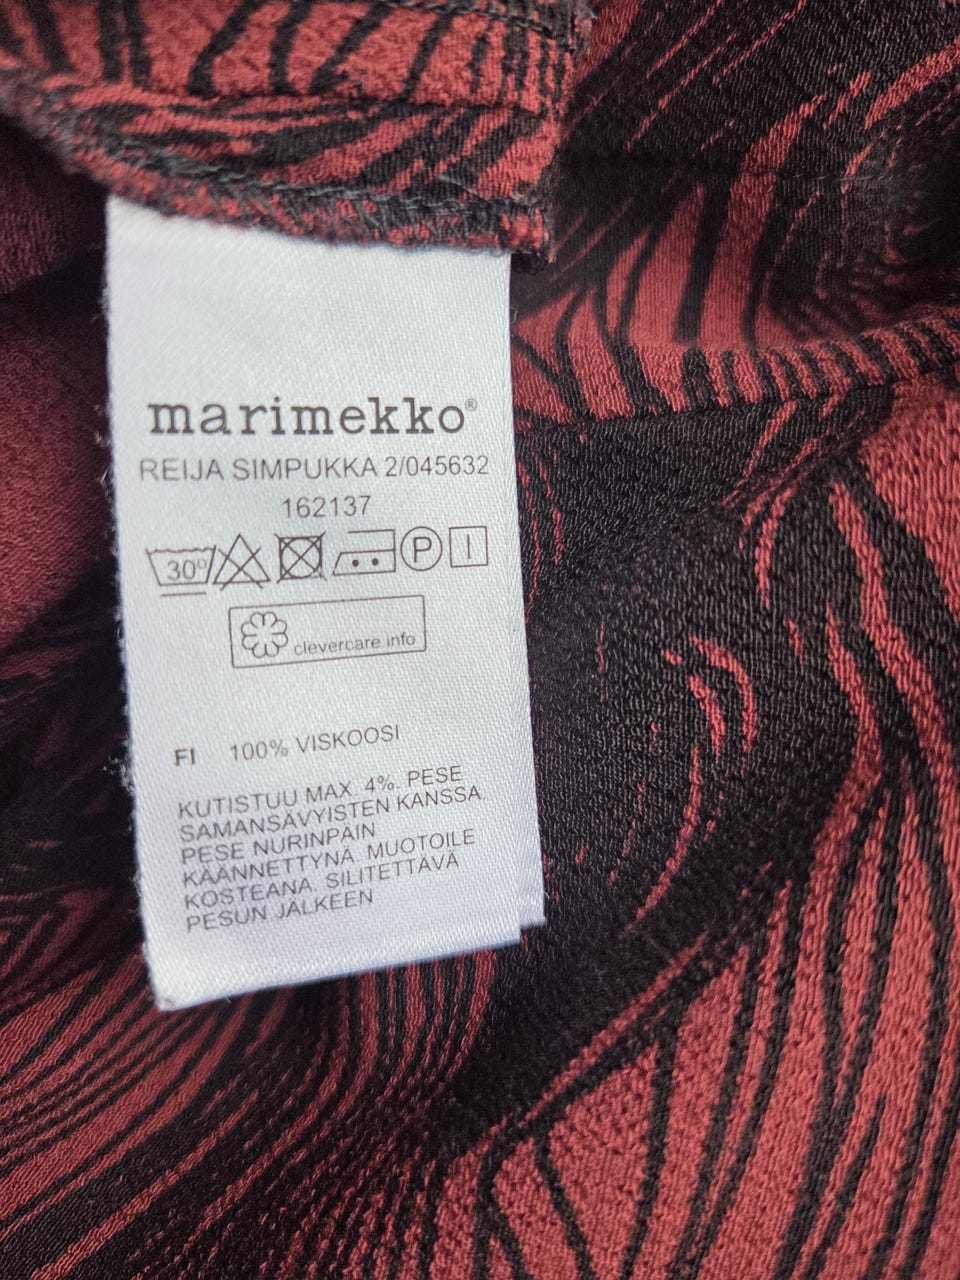 marimekko®
REIJA SIMPUKKA 2/045632
162137
30°
P
clevercare.info
FI 100% VISKOOSI
KUTISTUU MAX. 4%. PESE
SAMANSÄVYISTEN KANSSA.
PESE NURINPÄIN
KÄÄNNETTYNÄ. MUOTOILE
KOSTEANA. SILITETTÄVÄ
PESUN JÄLKEEN